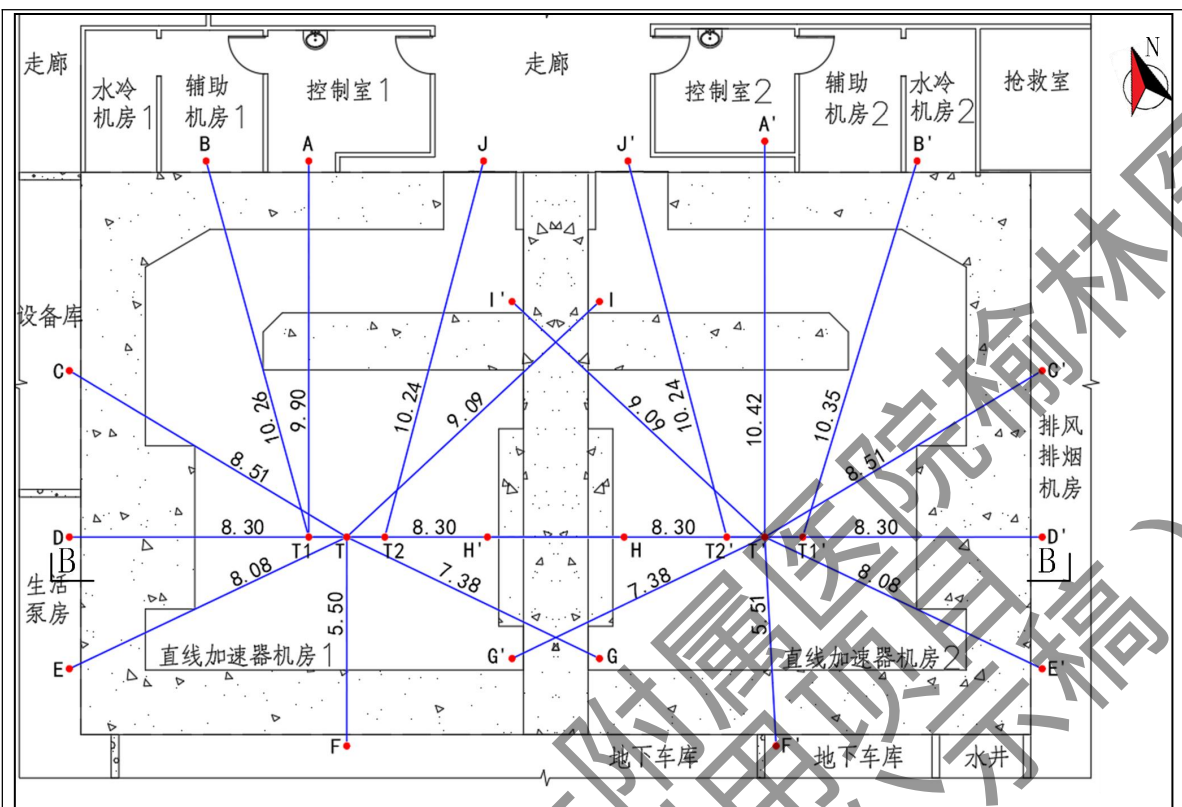 N
走廊
水冷
机房1
辅助
机房1
控制室1
走廊
控制室2
辅助
机房2
水冷
机房2
抢救室
B
A
J
J'
A'
B'
设备库
I'
I
C
C'
10.26
9.90
10.24
9.09
9.09
10.24
10.42
10.35
8.51
8.51
排风
排烟
机房
D
8.30
T1
T
T2
8.30
H'
H
8.30
T2'
T'
T1'
8.30
D'
B
B
生活
泵房
8.08
5.50
7.38
7.38
5.51
8.08
E
直线加速器机房1
G'
G
直线加速器机房2
E'
F
地下车库
F'
地下车库
水井
附属医院榆林医
用项目
示稿）